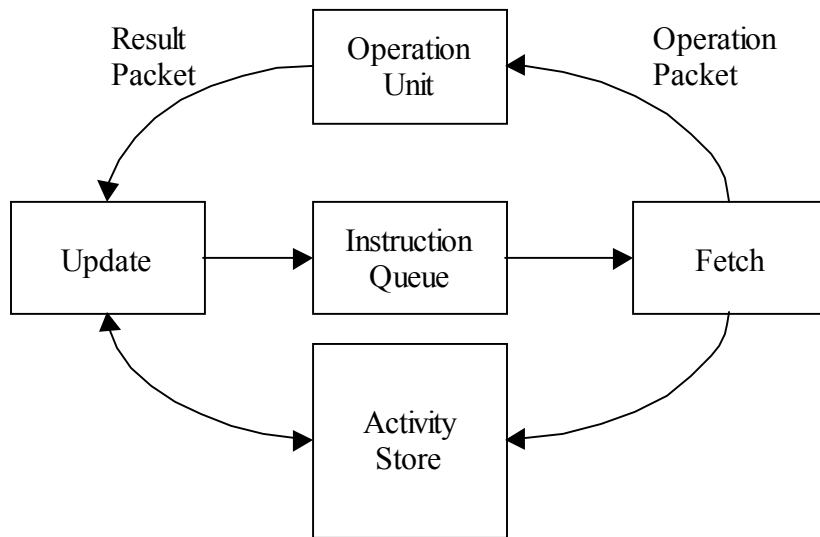 Result
Packet
Operation
Unit
Operation
Packet
Update
Instruction
Queue
Fetch
Activity
Store